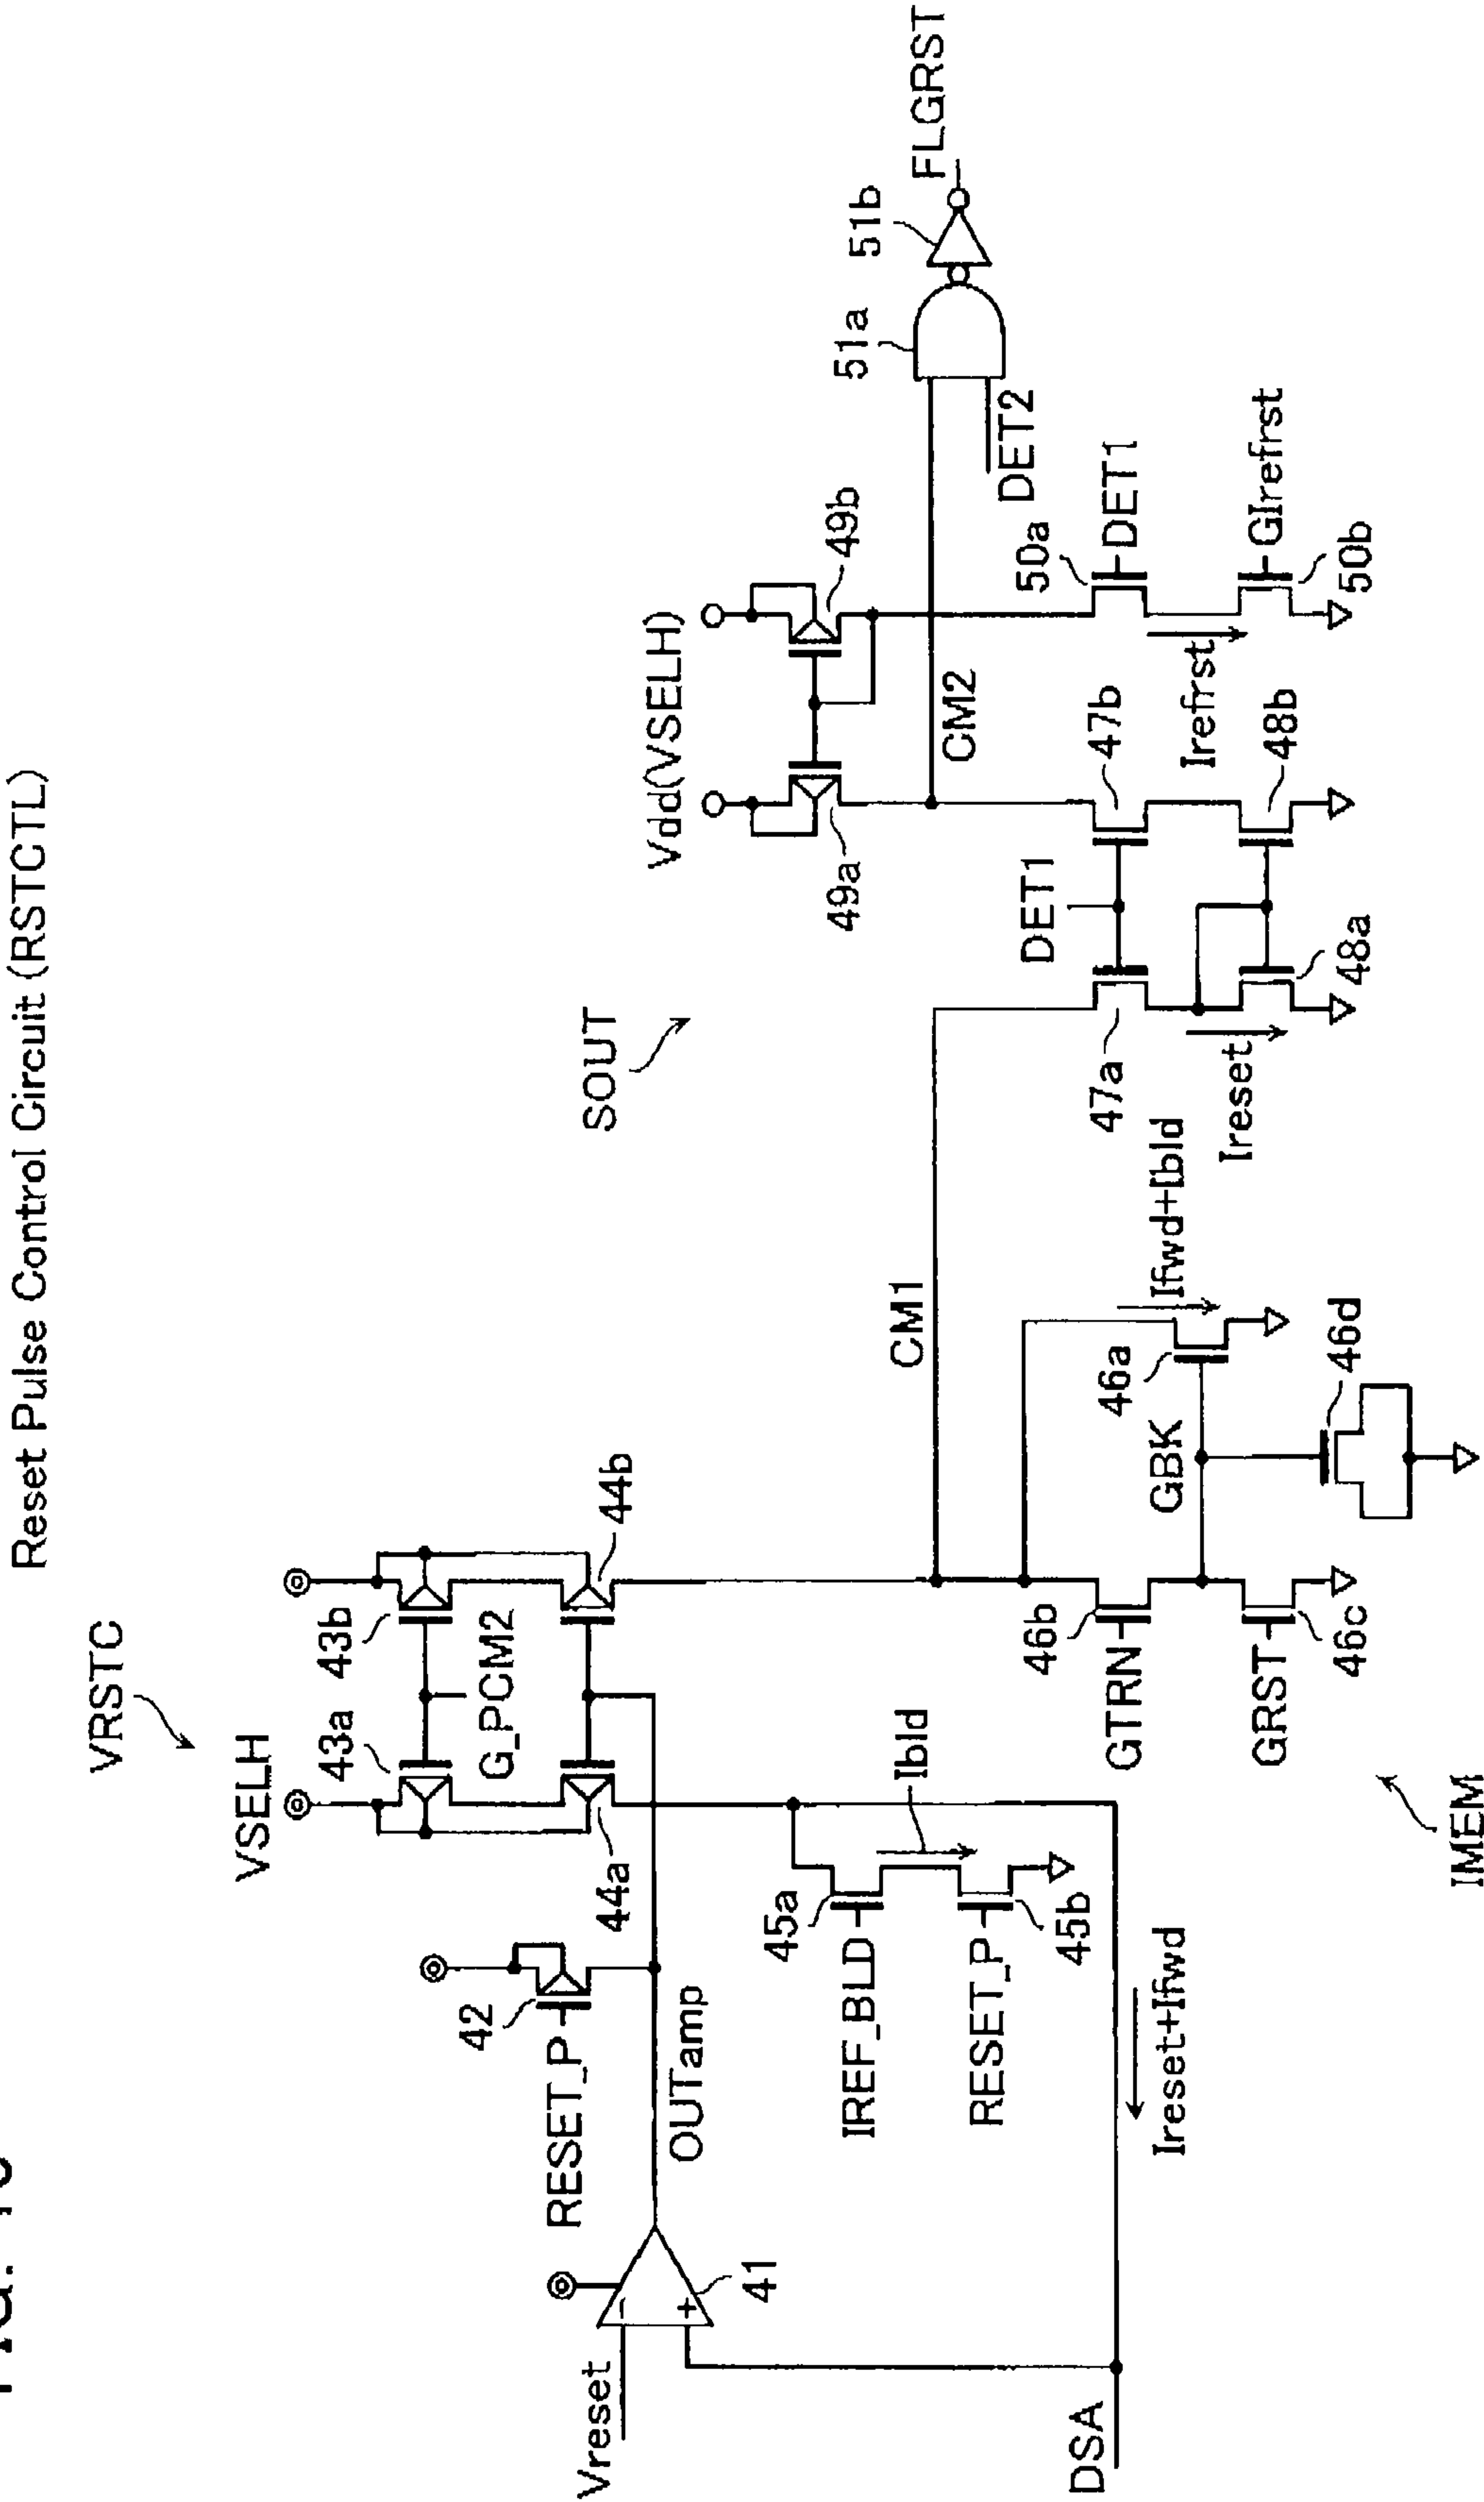 Reset Pulse Control Circuit (RSTCTL)
VRSTC
VSELH
43a
43b
42
RESET_P
G_PCM2
44a
44b
OUTamp
41
Vreset
DSA
IREF_BLD
RESET_P
45a
45b
Ibld
Ireset+Ifwd
IMEM
GTRN
46b
GRST
46c
GBK
46a
46d
Ifwd+Ibld
CM1
SOUT
Vdd(VSELH)
49a
49b
CM2
DET1
47a
47b
48a
48b
Ireset
Irefrst
50a
DET1
GIrefrst
50b
DET2
51a
51b
FLGRST